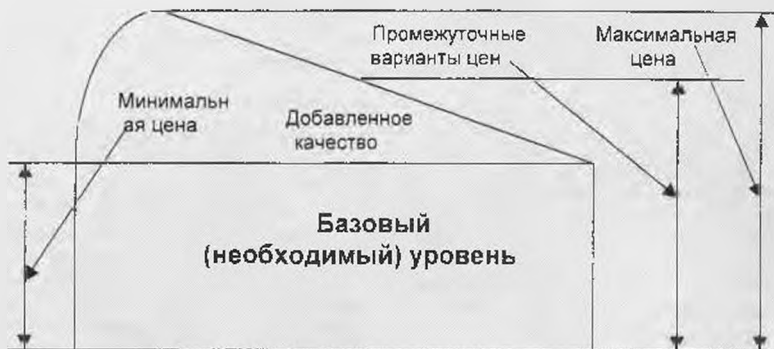 Промежуточные
варианты цен
Максимальная
цена
Минимальн
ая цена
Добавленное
качество
Базовый
(необходимый) уровень